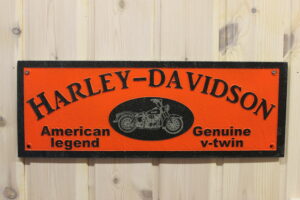 HARLEY-DAVIDSON
American Genuine
legend v-twin